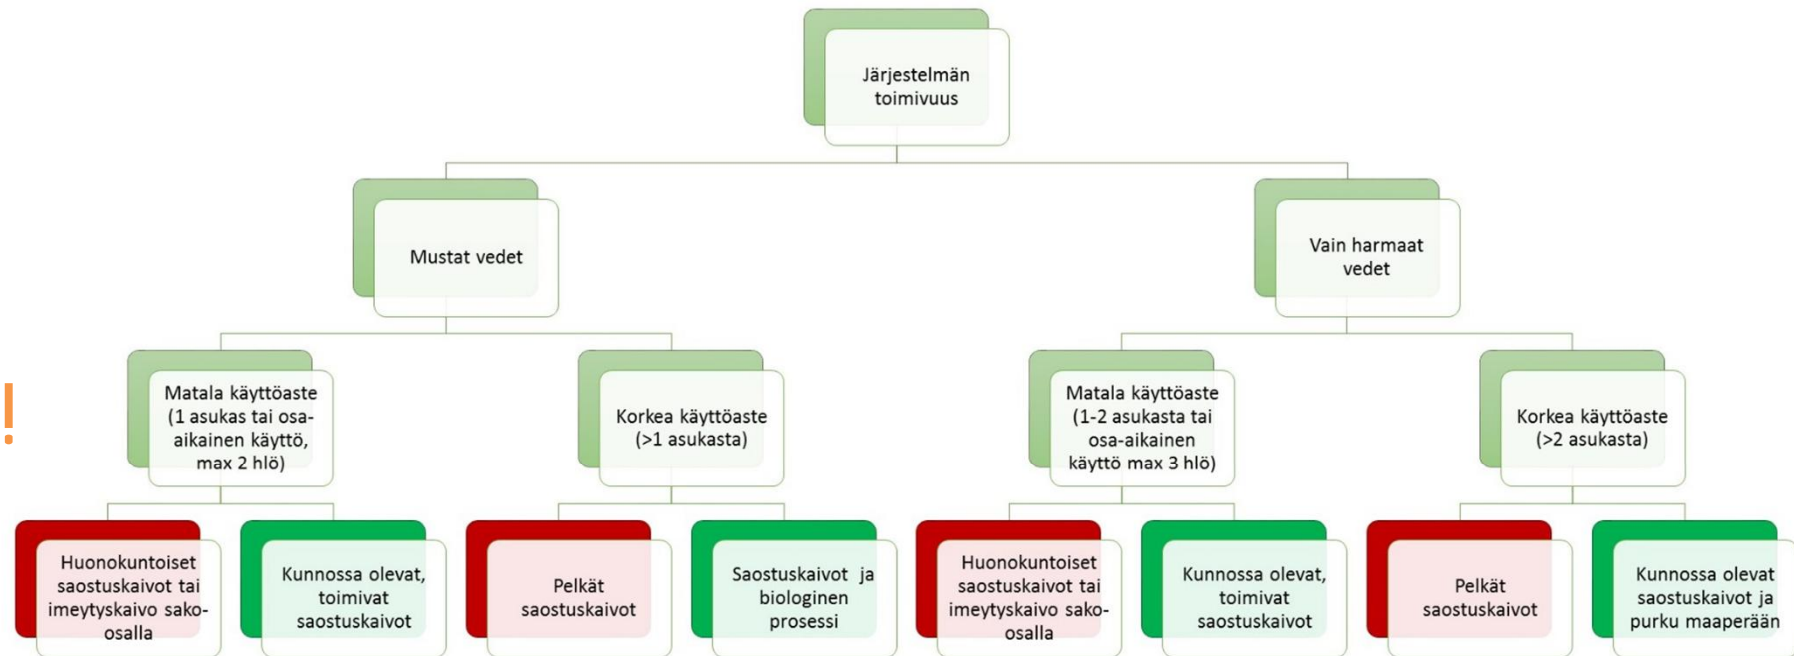 Järjestelmän
toimivuus
Mustat vedet
Vain harmaat
vedet
!
Matala käyttöaste
(1 asukas tai osa-
aikainen käyttö,
max 2 hlö)
Korkea käyttöaste
(>1 asukasta)
Matala käyttöaste
(1-2 asukasta tai
osa-aikainen
käyttö max 3 hlö)
Korkea käyttöaste
(>2 asukasta)
Huonokuntoiset
saostuskaivot tai
imeytyskaivo sako-
osalla
Kunnossa olevat,
toimivat
saostuskaivot
Pelkät
saostuskaivot
Saostuskaivot ja
biologinen
prosessi
Huonokuntoiset
saostuskaivot tai
imeytyskaivo sako-
osalla
Kunnossa olevat,
toimivat
saostuskaivot
Pelkät
saostuskaivot
Kunnossa olevat
saostuskaivot ja
purku maaperään